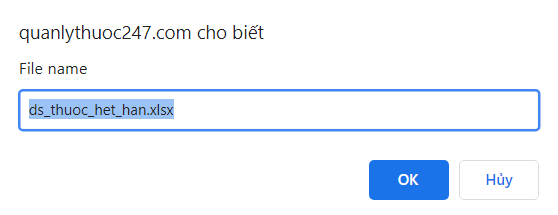 quanlythuoc247.com cho biết
File name
ds_thuoc_het_han.xlsx
OK
Hủy